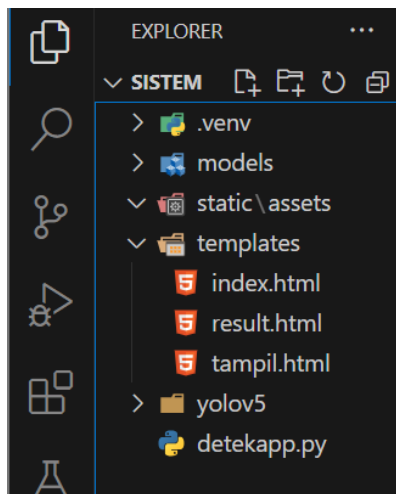 EXPLORER ...
SISTEM
.venv
models
static\assets
templates
index.html
result.html
tampil.html
yolov5
detekapp.py